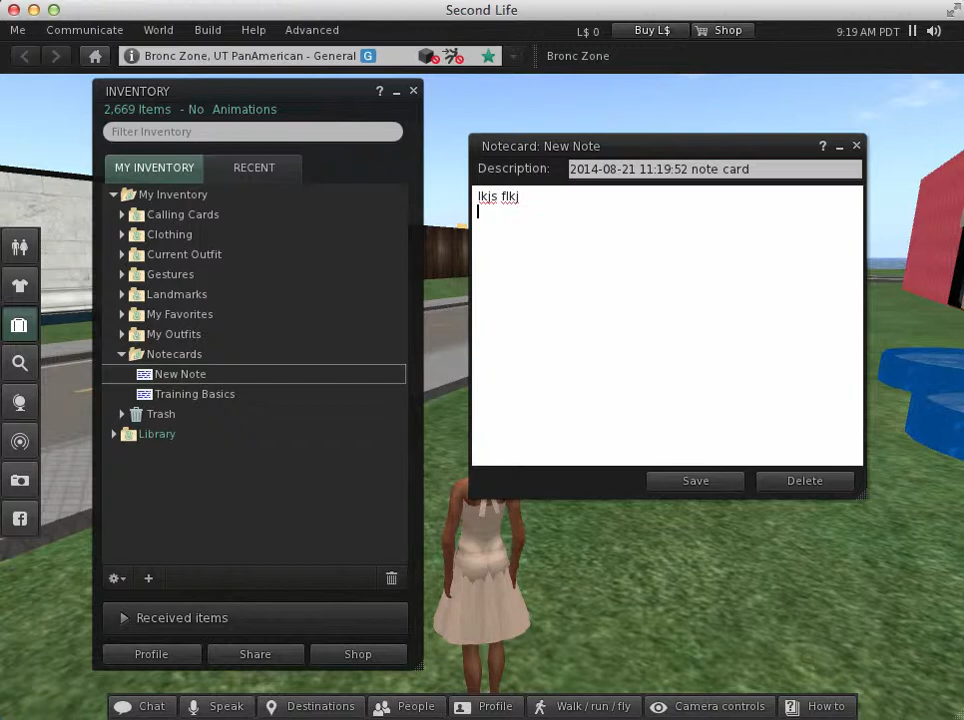 Second Life
Me Communicate World Build Help Advanced
L$ 0 Buy L$ Shop 9:19 AM PDT
Bronc Zone, UT PanAmerican - General G
Bronc Zone
INVENTORY ?
2,669 Items - No Animations
Filter Inventory
MY INVENTORY RECENT
My Inventory
Calling Cards
Clothing
Current Outfit
Gestures
Landmarks
My Favorites
My Outfits
Notecards
New Note
Training Basics
Trash
Library
Received items
Profile Share Shop
Notecard: New Note ?
Description: 2014-08-21 11:19:52 note card
lkjs flkj
Save Delete
Chat Speak Destinations People Profile Walk / run / fly Camera controls How to